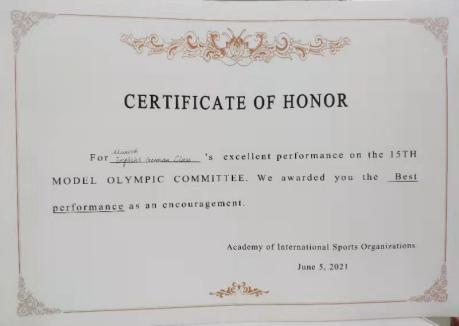 CERTIFICATE OF HONOR
Munich
For English German Class 's excellent performance on the 15TH
MODEL OLYMPIC COMMITTEE. We awarded you the Best
performance as an encouragement.
Academy of International Sports Organizations
June 5, 2021